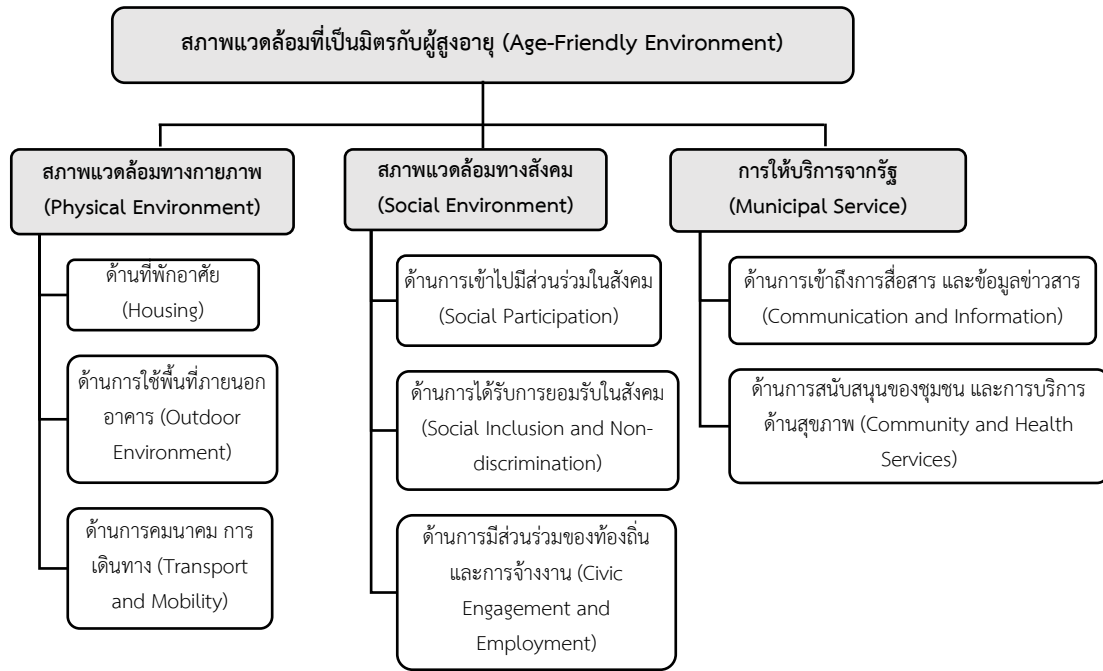 สภาพแวดล้อมที่เป็นมิตรกับผู้สูงอายุ (Age-Friendly Environment)
สภาพแวดล้อมทางกายภาพ
(Physical Environment)
ด้านที่พักอาศัย
(Housing)
ด้านการใช้พื้นที่ภายนอก
อาคาร (Outdoor
Environment)
ด้านการคมนาคม การ
เดินทาง (Transport
and Mobility)
สภาพแวดล้อมทางสังคม
(Social Environment)
ด้านการเข้าไปมีส่วนร่วมในสังคม
(Social Participation)
ด้านการได้รับการยอมรับในสังคม
(Social Inclusion and Non-
discrimination)
ด้านการมีส่วนร่วมของท้องถิ่น
และการจ้างงาน (Civic
Engagement and
Employment)
การให้บริการจากรัฐ
(Municipal Service)
ด้านการเข้าถึงการสื่อสาร และข้อมูลข่าวสาร
(Communication and Information)
ด้านการสนับสนุนของชุมชน และการบริการ
ด้านสุขภาพ (Community and Health
Services)